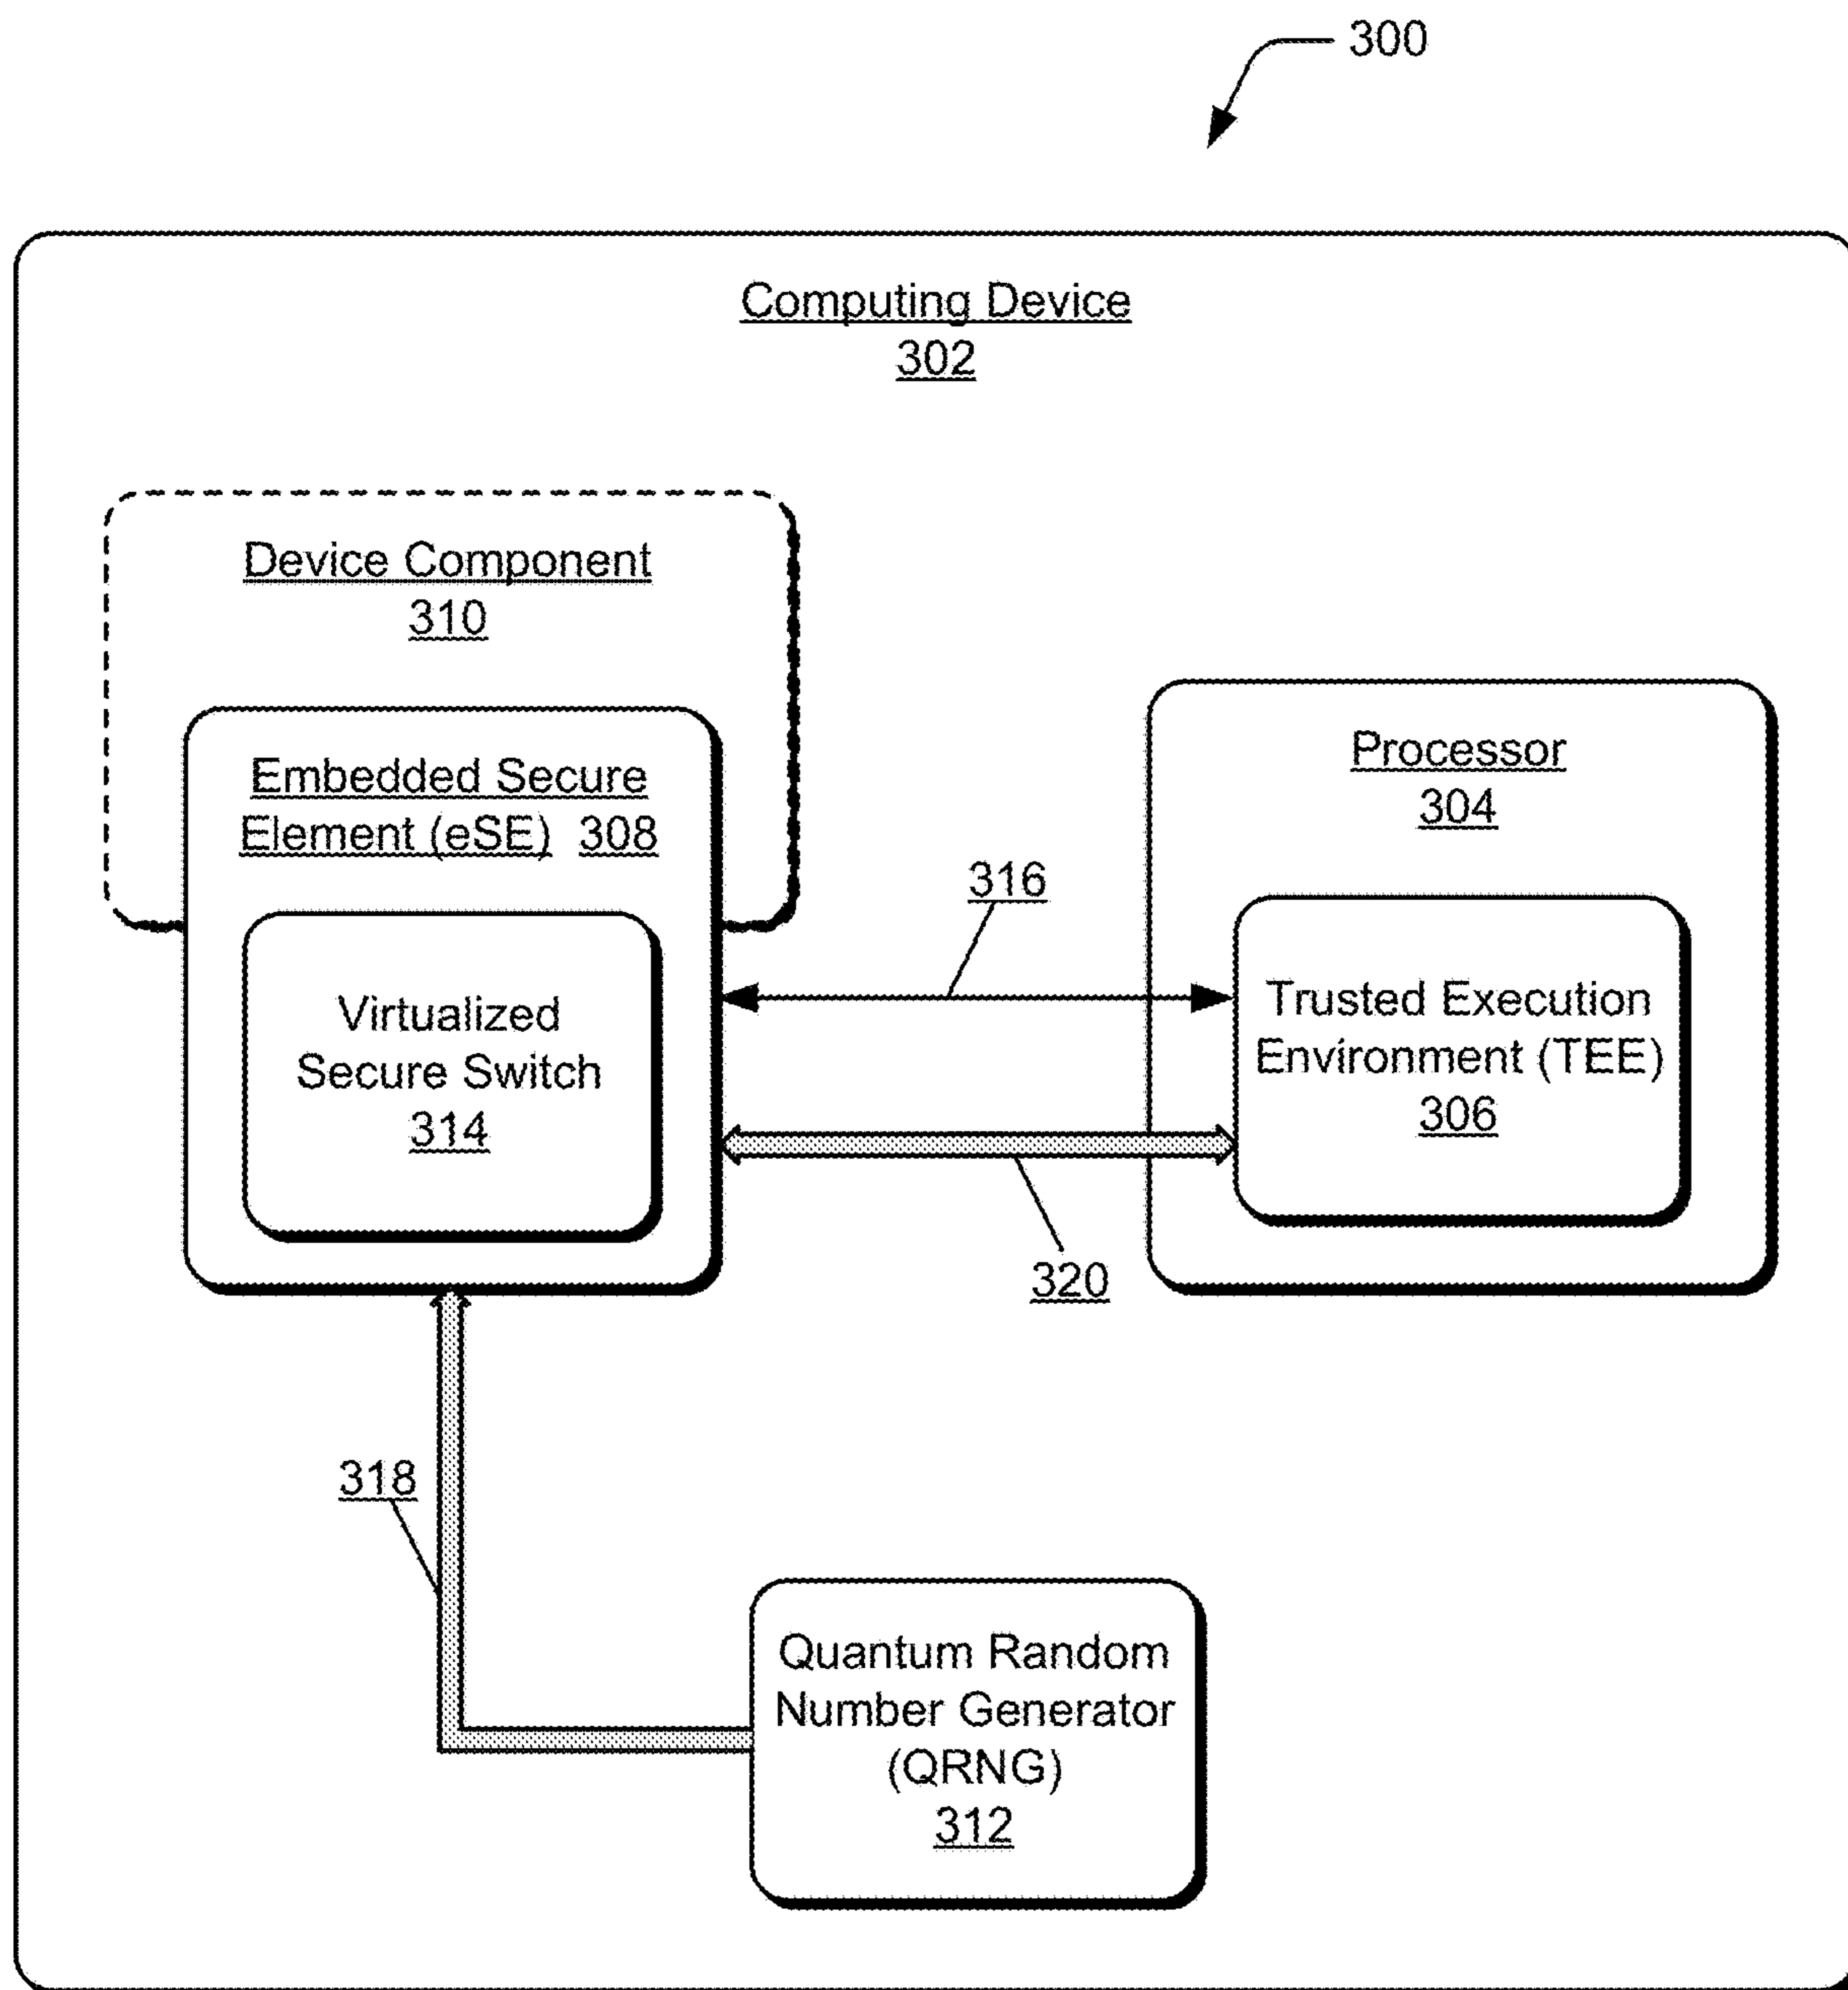 300
Computing Device
302
Device Component
310
Embedded Secure
Element (eSE) 308
Virtualized
Secure Switch
314
316
Processor
304
Trusted Execution
Environment (TEE)
306
320
318
Quantum Random
Number Generator
(QRNG)
312